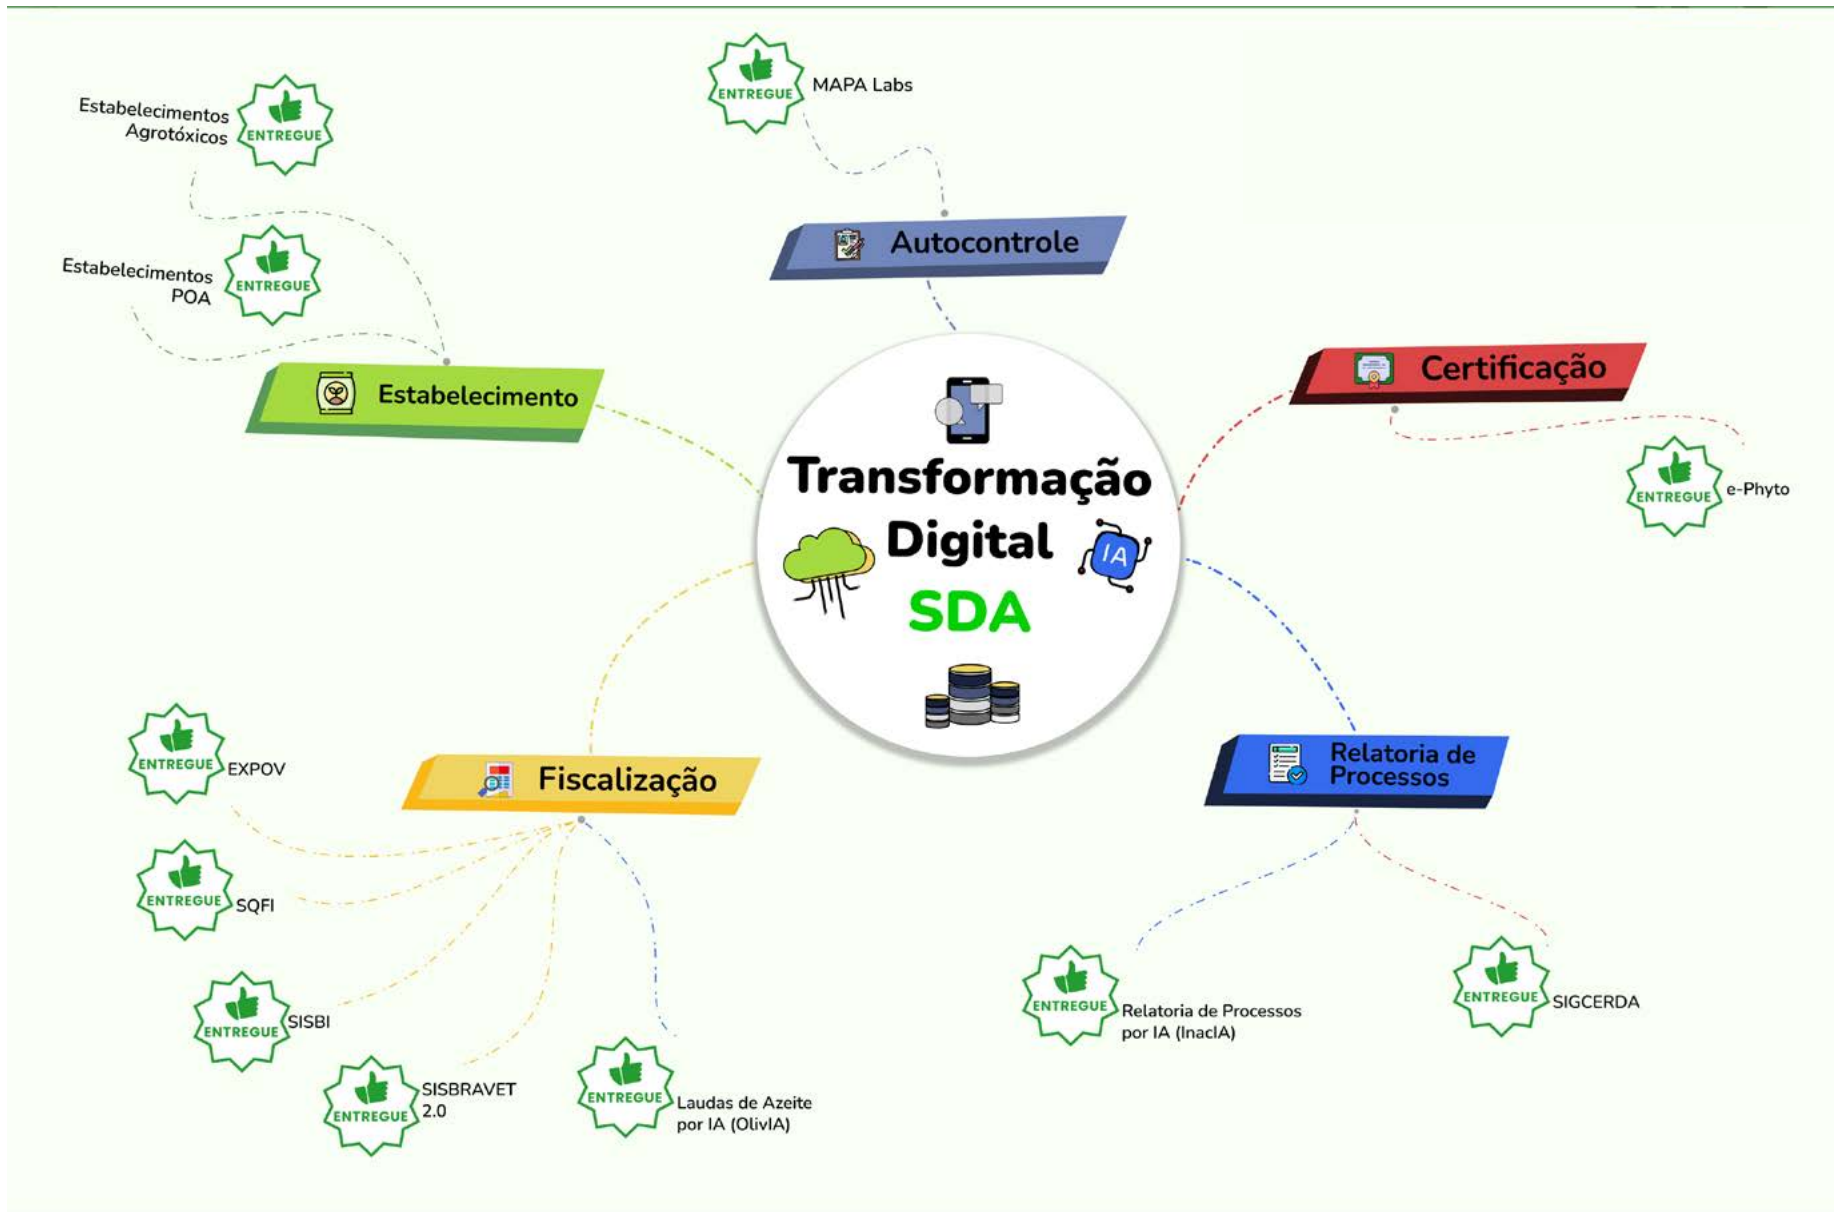 ENTREGUE
MAPA Labs
Estabelecimentos
Agrotóxicos
ENTREGUE
Estabelecimentos
POA
ENTREGUE
Autocontrole
Estabelecimento
Certificação
ENTREGUE
e-Phyto
Transformação
Digital
IA
SDA
Fiscalização
Relatoria de
Processos
ENTREGUE
EXPOV
ENTREGUE
SQFI
ENTREGUE
SISBI
ENTREGUE
SISBRAVET
2.0
ENTREGUE
Laudas de Azeite
por IA (OlivIA)
ENTREGUE
Relatoria de Processos
por IA (InacIA)
ENTREGUE
SIGCERDA